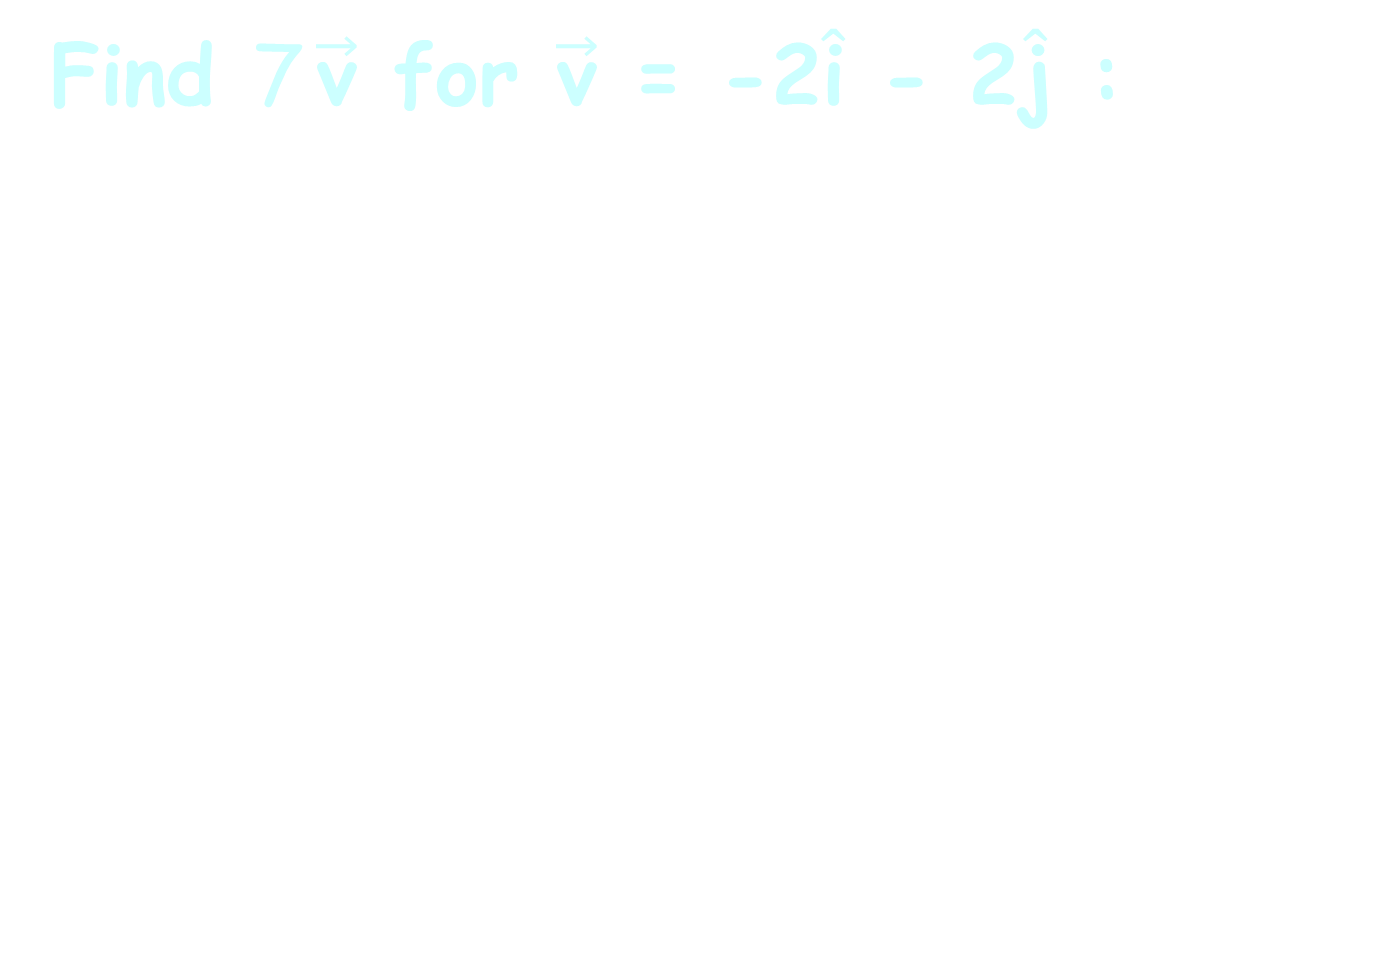 Find 7v⃗ for v⃗ = -2î - 2ĵ :